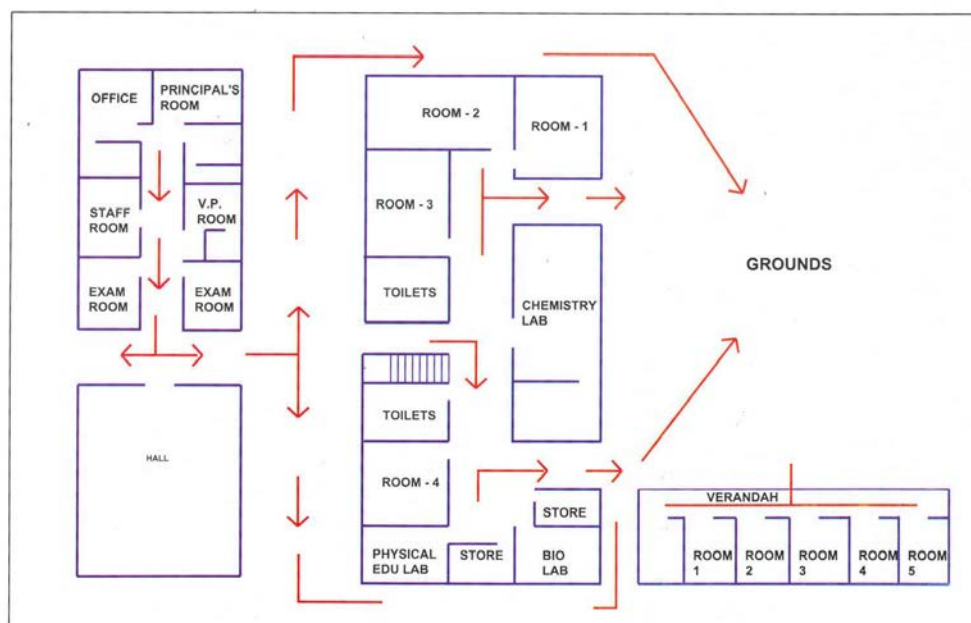 OFFICE
PRINCIPAL'S
ROOM
STAFF
ROOM
V.P.
ROOM
EXAM
ROOM
EXAM
ROOM
HALL
ROOM - 2
ROOM - 1
ROOM - 3
TOILETS
CHEMISTRY
LAB
TOILETS
ROOM - 4
PHYSICAL
EDU LAB
STORE
STORE
BIO
LAB
GROUNDS
VERANDAH
ROOM
1
ROOM
2
ROOM
3
ROOM
4
ROOM
5